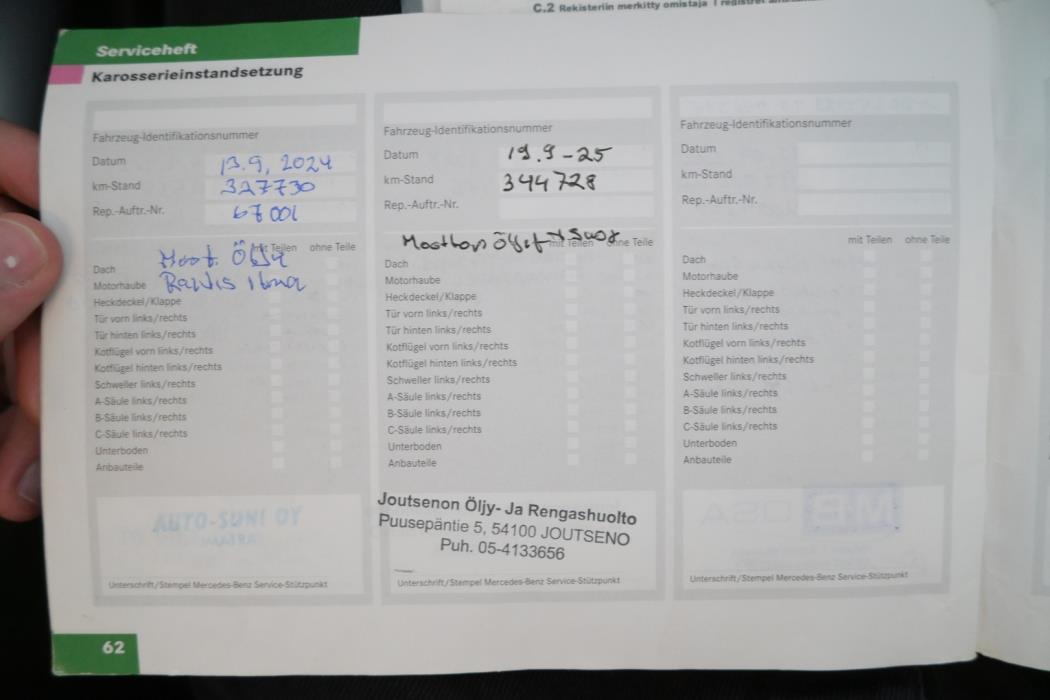 C.2 Rekisteriin merkitty omistaja
Serviceheft
Karosserieinstandsetzung
Fahrzeug-Identifikationsnummer
Datum 13.9, 2024
km-Stand 327730
Rep.-Auftr.-Nr. 67001
Moot. Öljy
mit Teilen ohne Teile
Dach
Motorhaube
Heckdeckel/Klappe
Tür vorn links/rechts
Tür hinten links/rechts
Kotflügel vorn links/rechts
Kotflügel hinten links/rechts
Schweller links/rechts
A-Säule links/rechts
B-Säule links/rechts
C-Säule links/rechts
Unterboden
Anbauteile
AUTO-SUNI OY
Unterschrift/Stempel Mercedes-Benz Service-Stützpunkt
Fahrzeug-Identifikationsnummer
Datum 19.9-25
km-Stand 344728
Rep.-Auftr.-Nr.
mit Teilen ohne Teile
Dach
Motorhaube
Heckdeckel/Klappe
Tür vorn links/rechts
Tür hinten links/rechts
Kotflügel vorn links/rechts
Kotflügel hinten links/rechts
Schweller links/rechts
A-Säule links/rechts
B-Säule links/rechts
C-Säule links/rechts
Unterboden
Anbauteile
Joutsenon Öljy- Ja Rengashuolto
Puusepäntie 5, 54100 JOUTSENO
Puh. 05-4133656
Unterschrift/Stempel Mercedes-Benz Service-Stützpunkt
Fahrzeug-Identifikationsnummer
Datum
km-Stand
Rep.-Auftr.-Nr.
mit Teilen ohne Teile
Dach
Motorhaube
Heckdeckel/Klappe
Tür vorn links/rechts
Tür hinten links/rechts
Kotflügel vorn links/rechts
Kotflügel hinten links/rechts
Schweller links/rechts
A-Säule links/rechts
B-Säule links/rechts
C-Säule links/rechts
Unterboden
Anbauteile
Unterschrift/Stempel Mercedes-Benz Service-Stützpunkt
62